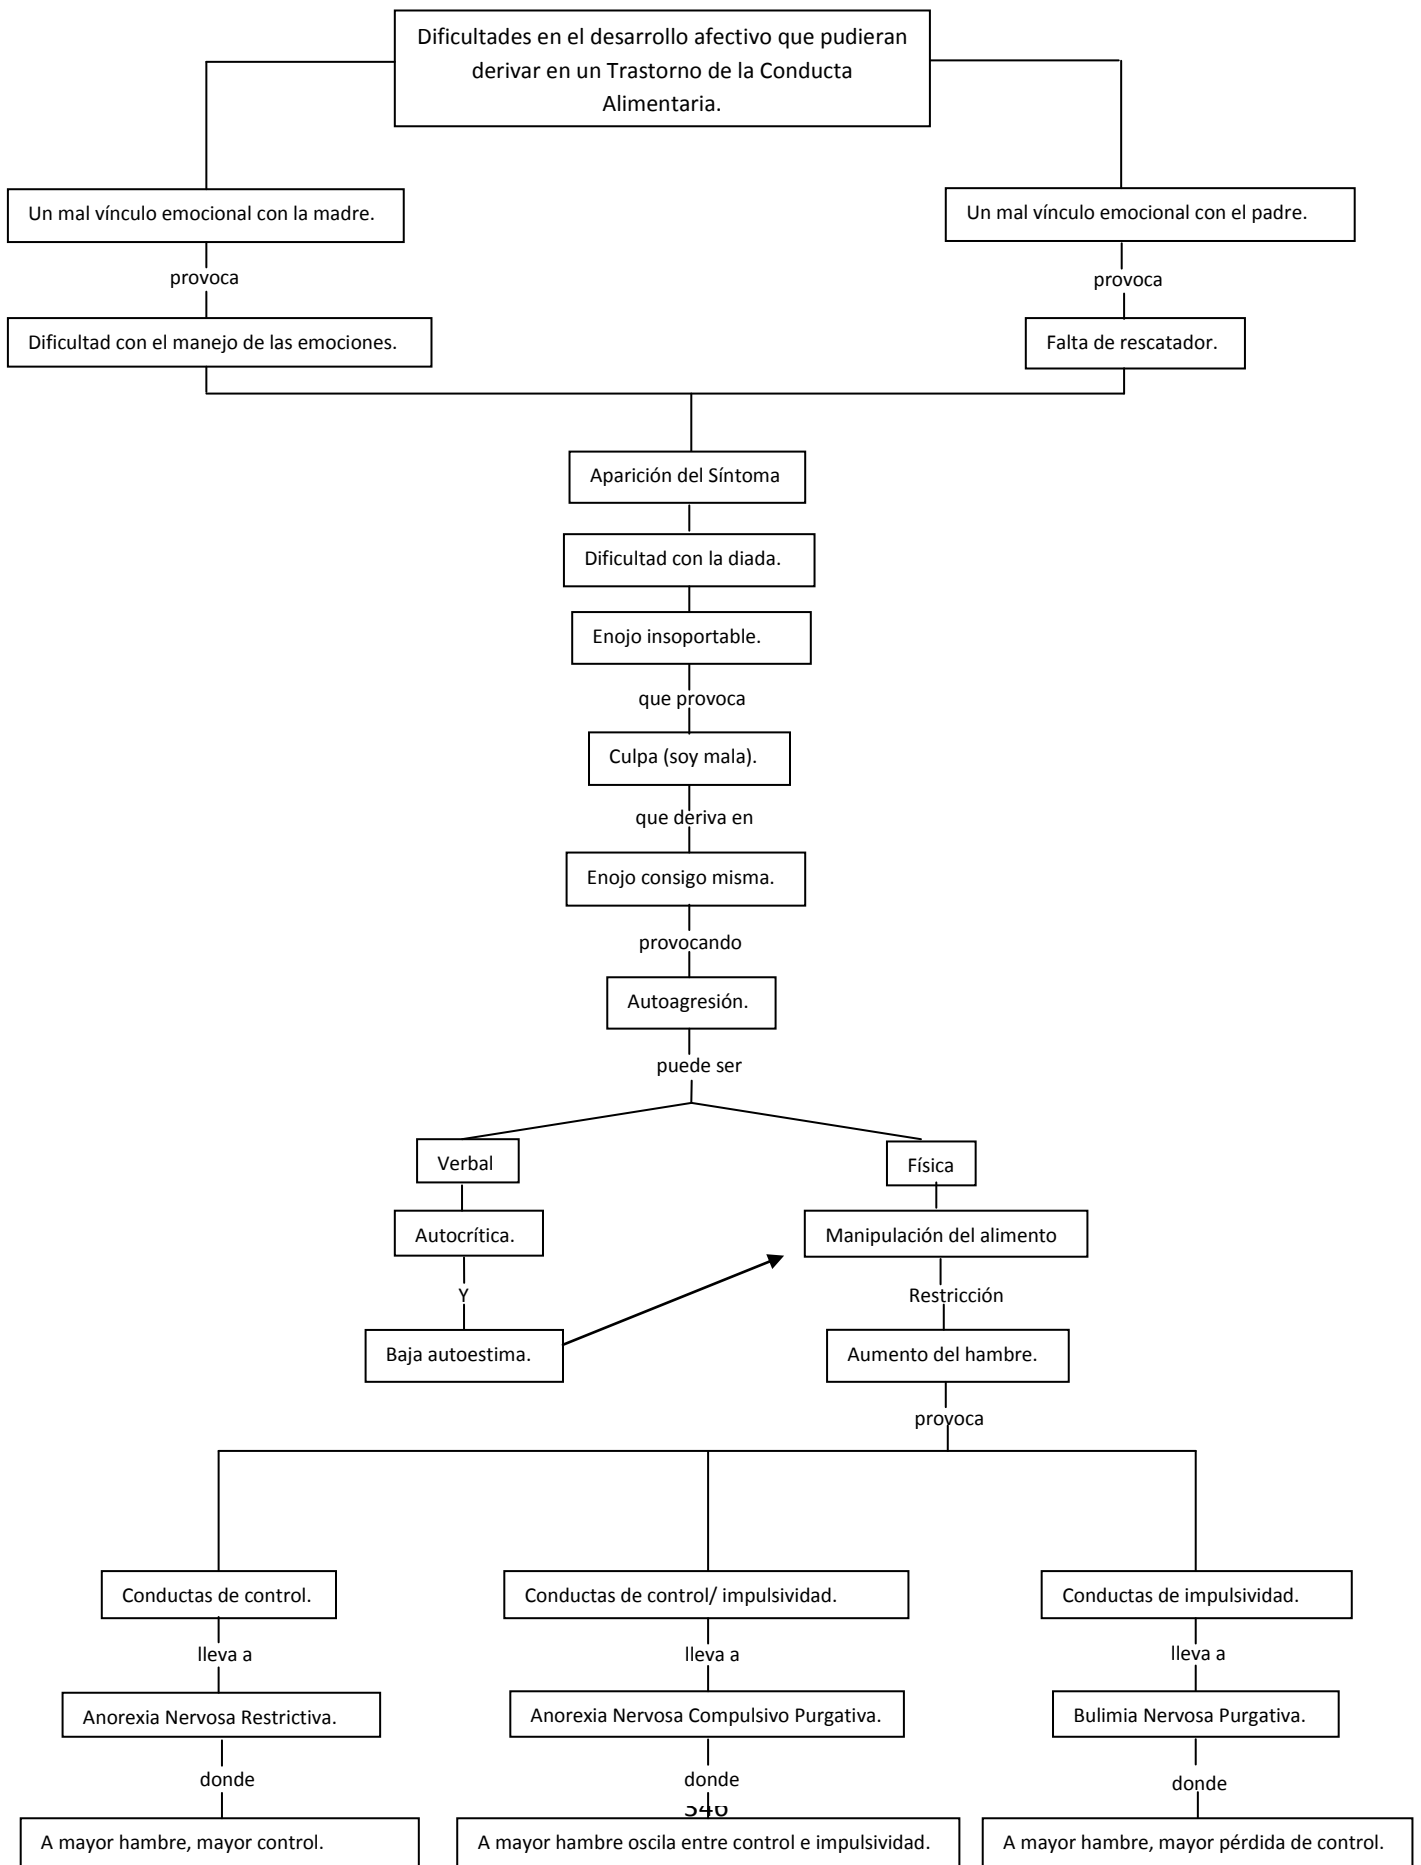 Dificultades en el desarrollo afectivo que pudieran
derivar en un Trastorno de la Conducta
Alimentaria.
Un mal vínculo emocional con la madre.
Un mal vínculo emocional con el padre.
provoca
provoca
Dificultad con el manejo de las emociones.
Falta de rescatador.
Aparición del Síntoma
Dificultad con la diada.
Enojo insoportable.
que provoca
Culpa (soy mala).
que deriva en
Enojo consigo misma.
provocando
Autoagresión.
puede ser
Verbal
Física
Autocrítica.
Manipulación del alimento
Y
Restricción
Baja autoestima.
Aumento del hambre.
provoca
Conductas de control.
Conductas de control/ impulsividad.
Conductas de impulsividad.
lleva a
lleva a
lleva a
Anorexia Nervosa Restrictiva.
Anorexia Nervosa Compulsivo Purgativa.
Bulimia Nervosa Purgativa.
donde
donde
donde
346
A mayor hambre, mayor control.
A mayor hambre oscila entre control e impulsividad.
A mayor hambre, mayor pérdida de control.